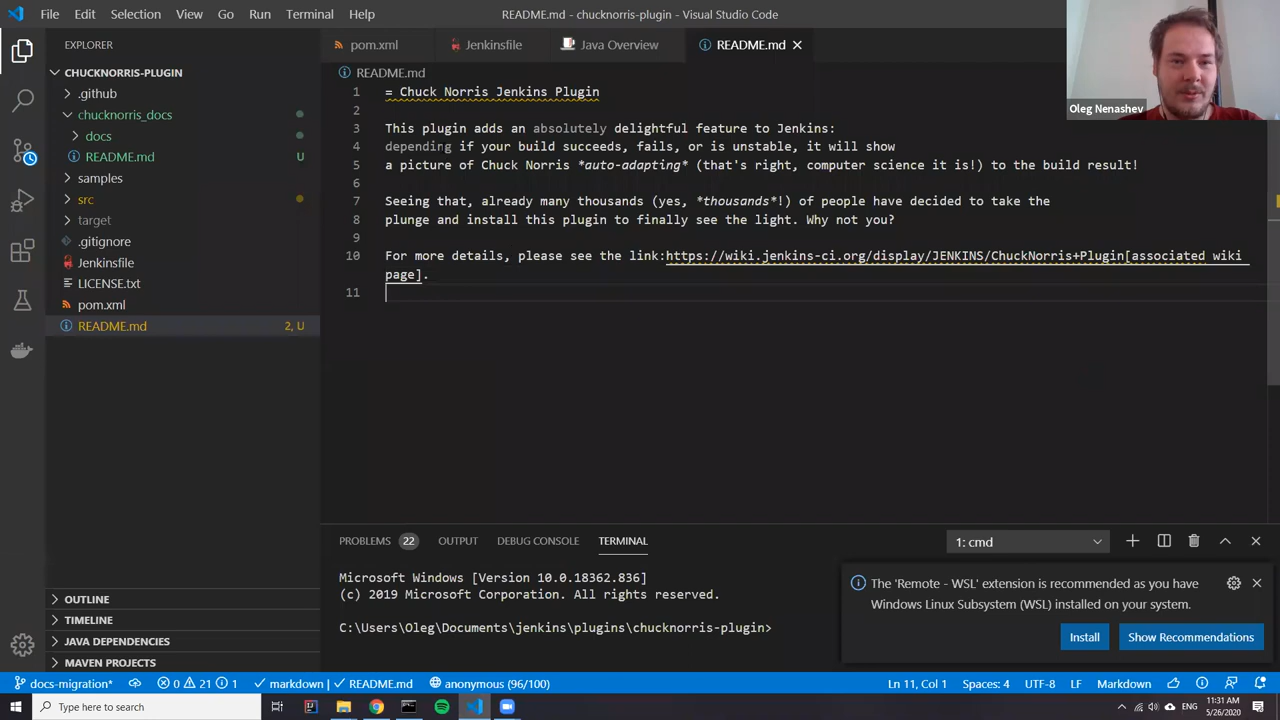 File Edit Selection View Go Run Terminal Help
README.md - chucknorris-plugin - Visual Studio Code
EXPLORER
CHUCKNORRIS-PLUGIN
.github
chucknorris_docs
docs
README.md U
samples
src
target
.gitignore
Jenkinsfile
LICENSE.txt
pom.xml
README.md 2, U
OUTLINE
TIMELINE
JAVA DEPENDENCIES
MAVEN PROJECTS
pom.xml Jenkinsfile Java Overview README.md
README.md
1 = Chuck Norris Jenkins Plugin
2
3 This plugin adds an absolutely delightful feature to Jenkins:
4 depending if your build succeeds, fails, or is unstable, it will show
5 a picture of Chuck Norris *auto-adapting* (that's right, computer science it is!) to the build result!
6
7 Seeing that, already many thousands (yes, *thousands*!) of people have decided to take the
8 plunge and install this plugin to finally see the light. Why not you?
9
10 For more details, please see the link:https://wiki.jenkins-ci.org/display/JENKINS/ChuckNorris+Plugin[associated wiki
page].
11
Oleg Nenashev
PROBLEMS 22 OUTPUT DEBUG CONSOLE TERMINAL
1: cmd
Microsoft Windows [Version 10.0.18362.836]
(c) 2019 Microsoft Corporation. All rights reserved.
C:\Users\Oleg\Documents\jenkins\plugins\chucknorris-plugin>
The 'Remote - WSL' extension is recommended as you have
Windows Linux Subsystem (WSL) installed on your system.
Install Show Recommendations
docs-migration* 0 21 1 markdown | README.md anonymous (96/100)
Ln 11, Col 1 Spaces: 4 UTF-8 LF Markdown
Type here to search
ENG
11:31 AM
5/26/2020